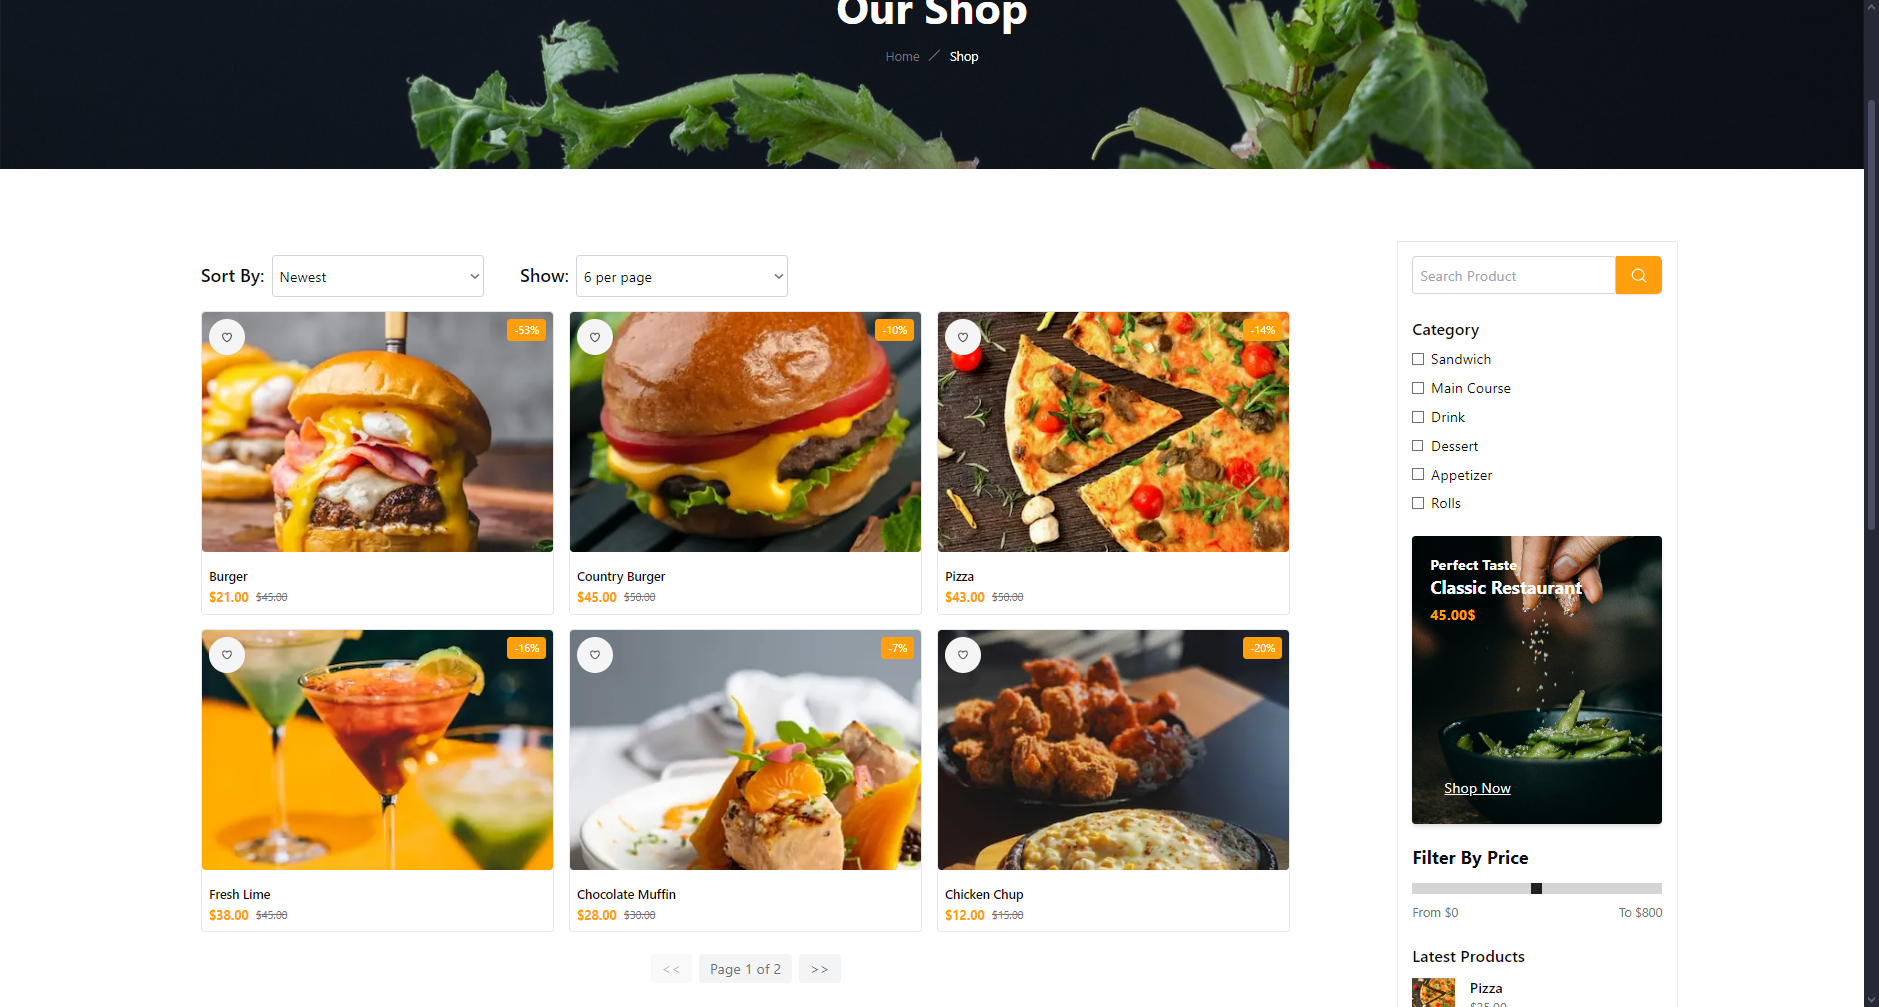 Our Shop
Home / Shop
Sort By: Newest Show: 6 per page
-53%
-10%
-14%
Burger
$21.00 $45.00
Country Burger
$45.00 $50.00
Pizza
$43.00 $50.00
-16%
-7%
-20%
Fresh Lime
$38.00 $45.00
Chocolate Muffin
$28.00 $30.00
Chicken Chup
$12.00 $15.00
<< Page 1 of 2 >>
Search Product
Category
Sandwich
Main Course
Drink
Dessert
Appetizer
Rolls
Perfect Taste
Classic Restaurant
45.00$
Shop Now
Filter By Price
From $0 To $800
Latest Products
Pizza